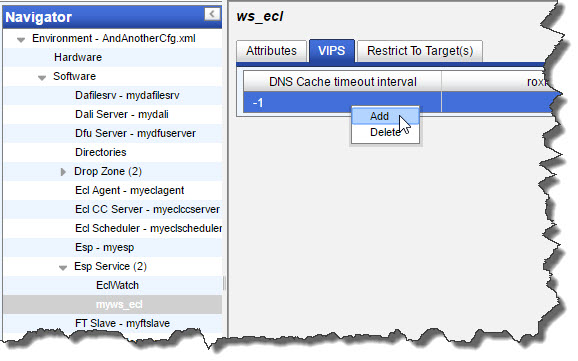 Navigator
Environment - AndAnotherCfg.xml
Hardware
Software
Dafilesrv - mydafilesrv
Dali Server - mydali
Dfu Server - mydfuserver
Directories
Drop Zone (2)
Ecl Agent - myeclagent
Ecl CC Server - myeclccserver
Ecl Scheduler - myeclscheduler
Esp - myesp
Esp Service (2)
EclWatch
myws_ecl
FT Slave - myftslave
ws_ecl
Attributes VIPS Restrict To Target(s)
DNS Cache timeout interval
-1
Add
Delete